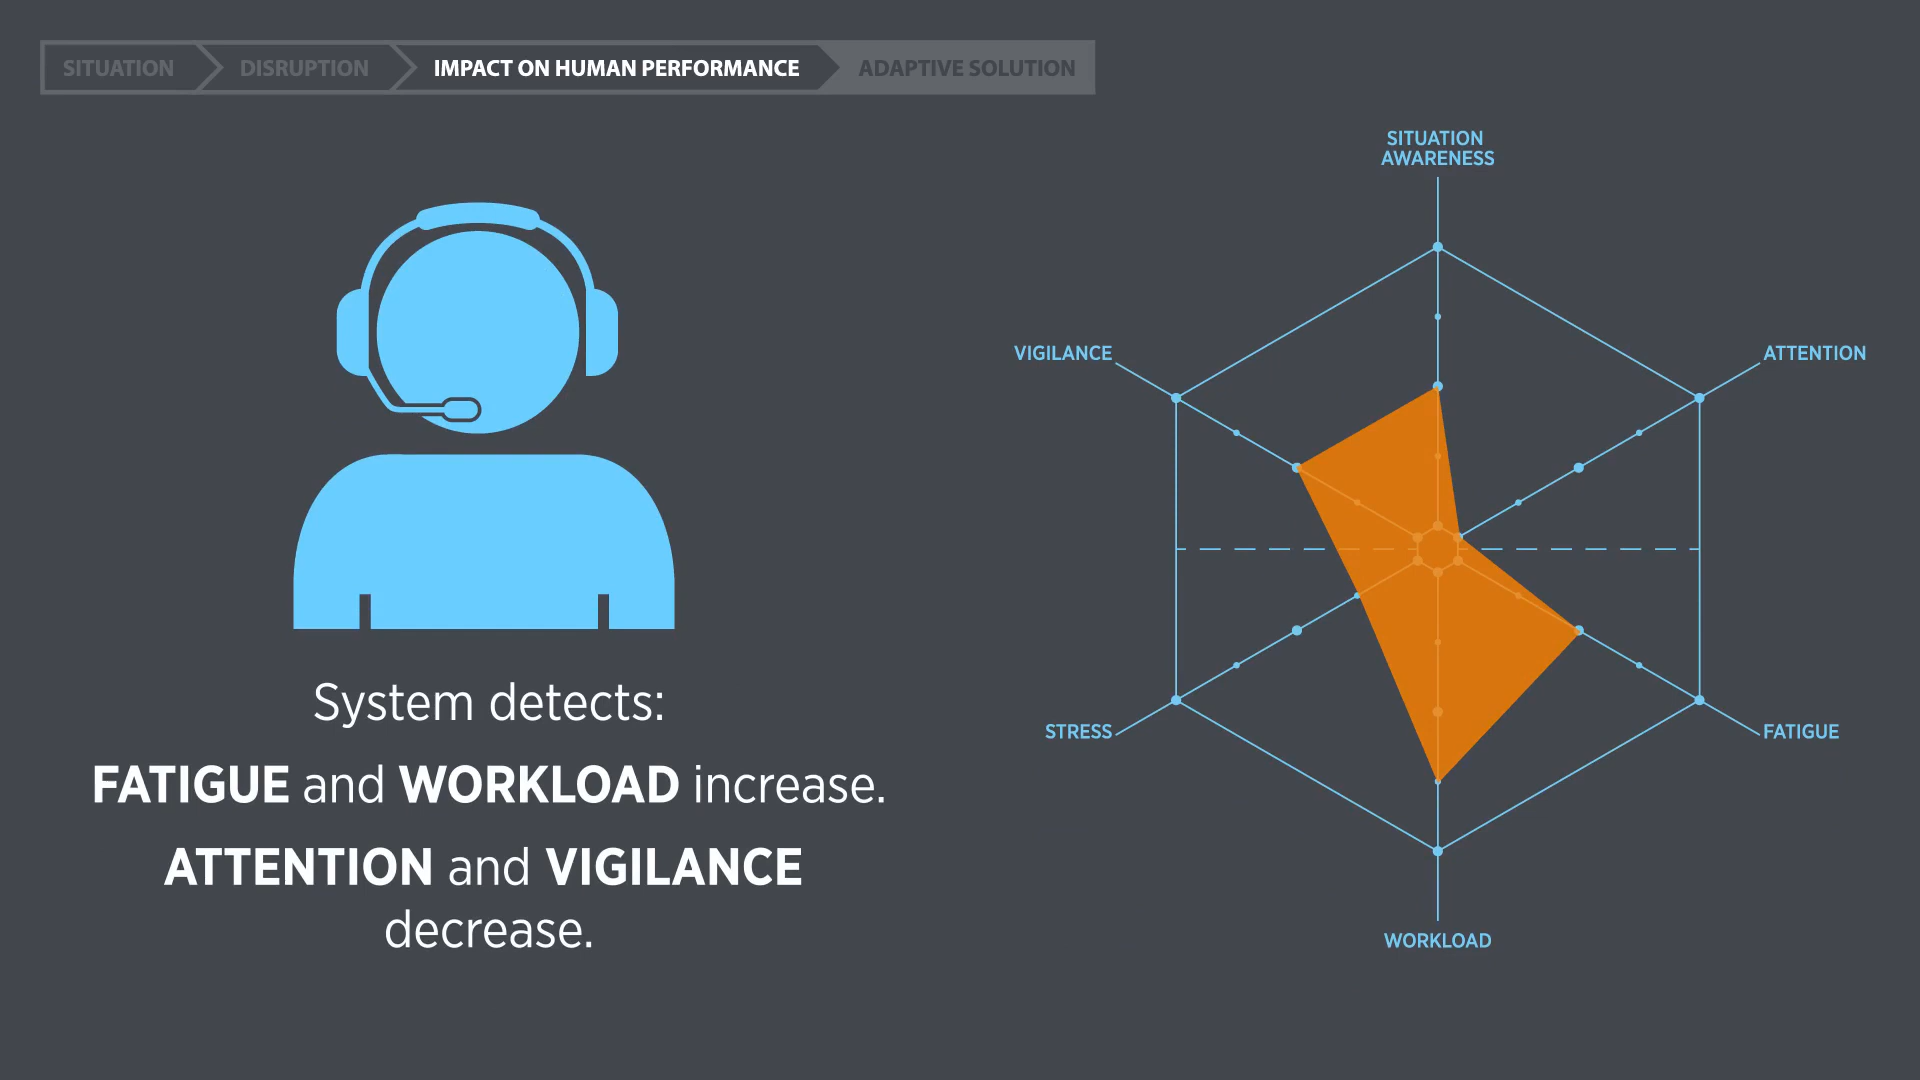 SITUATION
DISRUPTION
IMPACT ON HUMAN PERFORMANCE
ADAPTIVE SOLUTION
System detects:
FATIGUE and WORKLOAD increase.
ATTENTION and VIGILANCE
decrease.
SITUATION
AWARENESS
VIGILANCE
ATTENTION
STRESS
FATIGUE
WORKLOAD